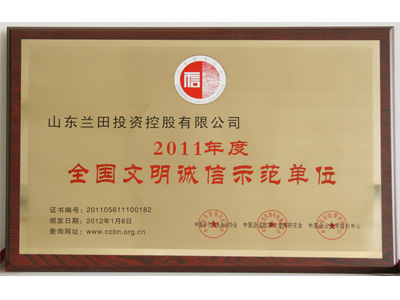 信
山东兰田投资控股有限公司
2011年度
全国文明诚信示范单位
证书编号：201105611100182
颁发日期：2012年1月8日
查询网址：www.ccbn.org.cn